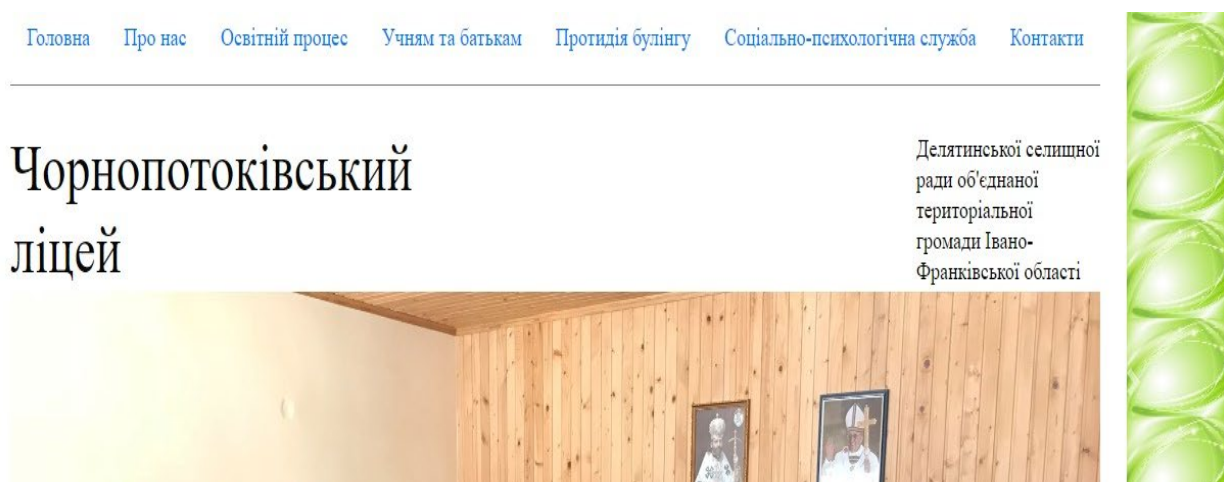 Головна Про нас Освітній процес Учням та батькам Протидія булінгу Соціально-психологічна служба Контакти
Чорнопотоківський
ліцей
Делятинської селищної
ради об'єднаної
територіальної
громади Івано-
Франківської області